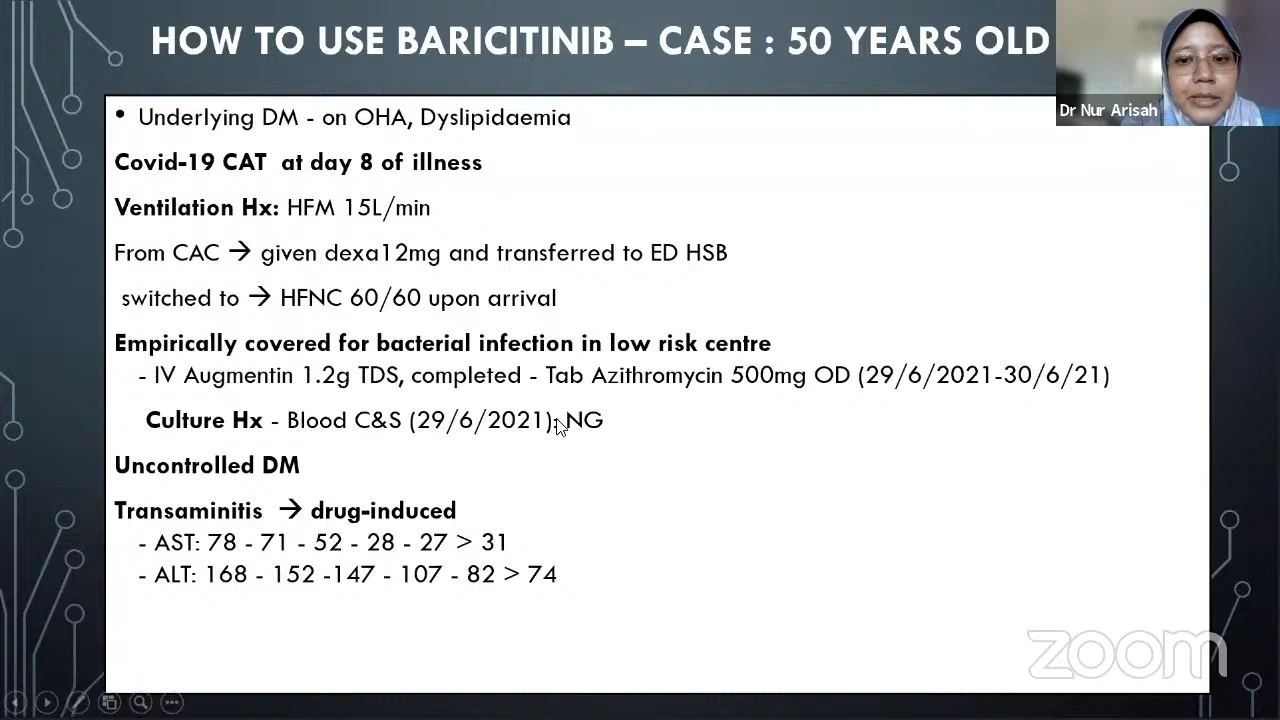 HOW TO USE BARICITINIB – CASE : 50 YEARS OLD
Dr Nur Arisah
• Underlying DM - on OHA, Dyslipidaemia
Covid-19 CAT at day 8 of illness
Ventilation Hx: HFM 15L/min
From CAC → given dexa12mg and transferred to ED HSB
switched to → HFNC 60/60 upon arrival
Empirically covered for bacterial infection in low risk centre
- IV Augmentin 1.2g TDS, completed - Tab Azithromycin 500mg OD (29/6/2021-30/6/21)
Culture Hx - Blood C&S (29/6/2021): NG
Uncontrolled DM
Transaminitis → drug-induced
- AST: 78 - 71 - 52 - 28 - 27 > 31
- ALT: 168 - 152 -147 - 107 - 82 > 74
zoom